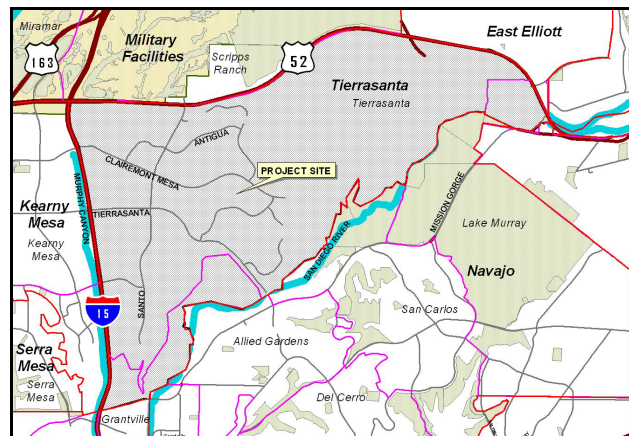 Miramar
163
Military
Facilities
Scripps
Ranch
52
East Elliott
Tierrasanta
Tierrasanta
ANTIGUA
CLAIREMONT MESA
PROJECT SITE
MURPHY CANYON
TIERRASANTA
Kearny
Mesa
Kearny
Mesa
MISSION GORGE
SAN DIEGO RIVER
Lake Murray
Navajo
SANTO
15
San Carlos
Allied Gardens
Serra
Mesa
Serra
Mesa
Del Cerro
Grantville